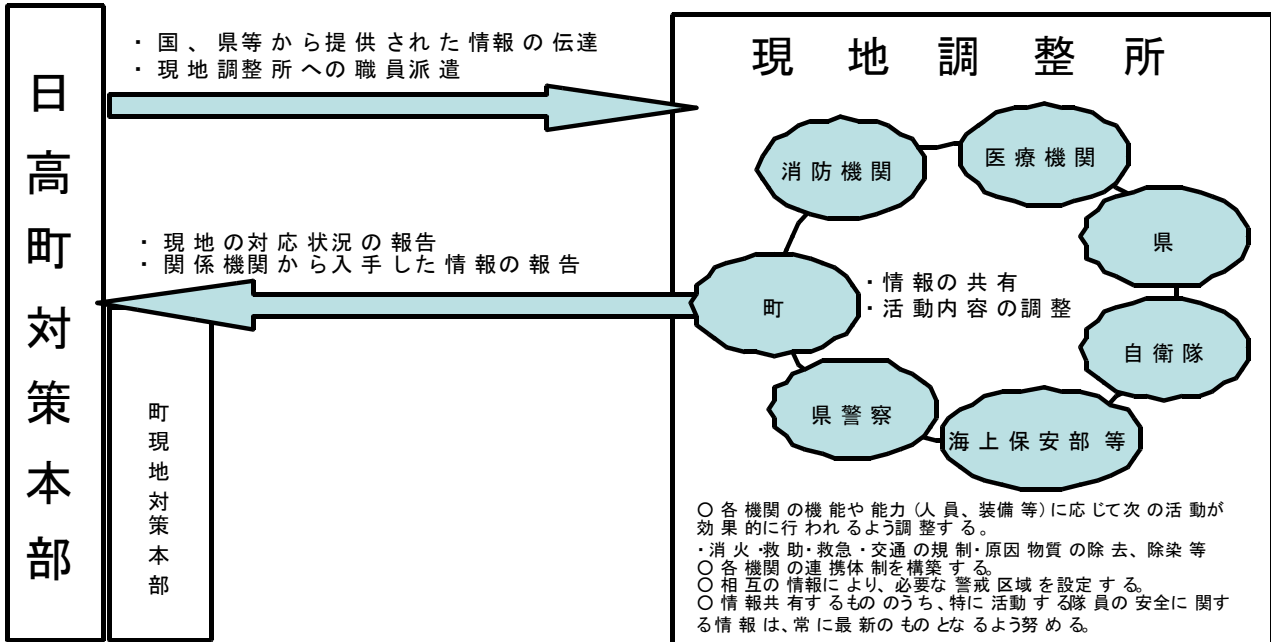 日高町対策本部
・国、県等から提供された情報の伝達
・現地調整所への職員派遣
・現地の対応状況の報告
・関係機関から入手した情報の報告
町現地対策本部
現地調整所
消防機関
医療機関
県
町
・情報の共有
・活動内容の調整
自衛隊
県警察
海上保安部等
○各機関の機能や能力(人員、装備等)に応じて次の活動が
効果的に行われるよう調整する。
・消火・救助・救急・交通の規制・原因物質の除去、除染等
○各機関の連携体制を構築する。
○相互の情報により、必要な警戒区域を設定する。
○情報共有するもののうち、特に活動する隊員の安全に関す
る情報は、常に最新のものとなるよう努める。